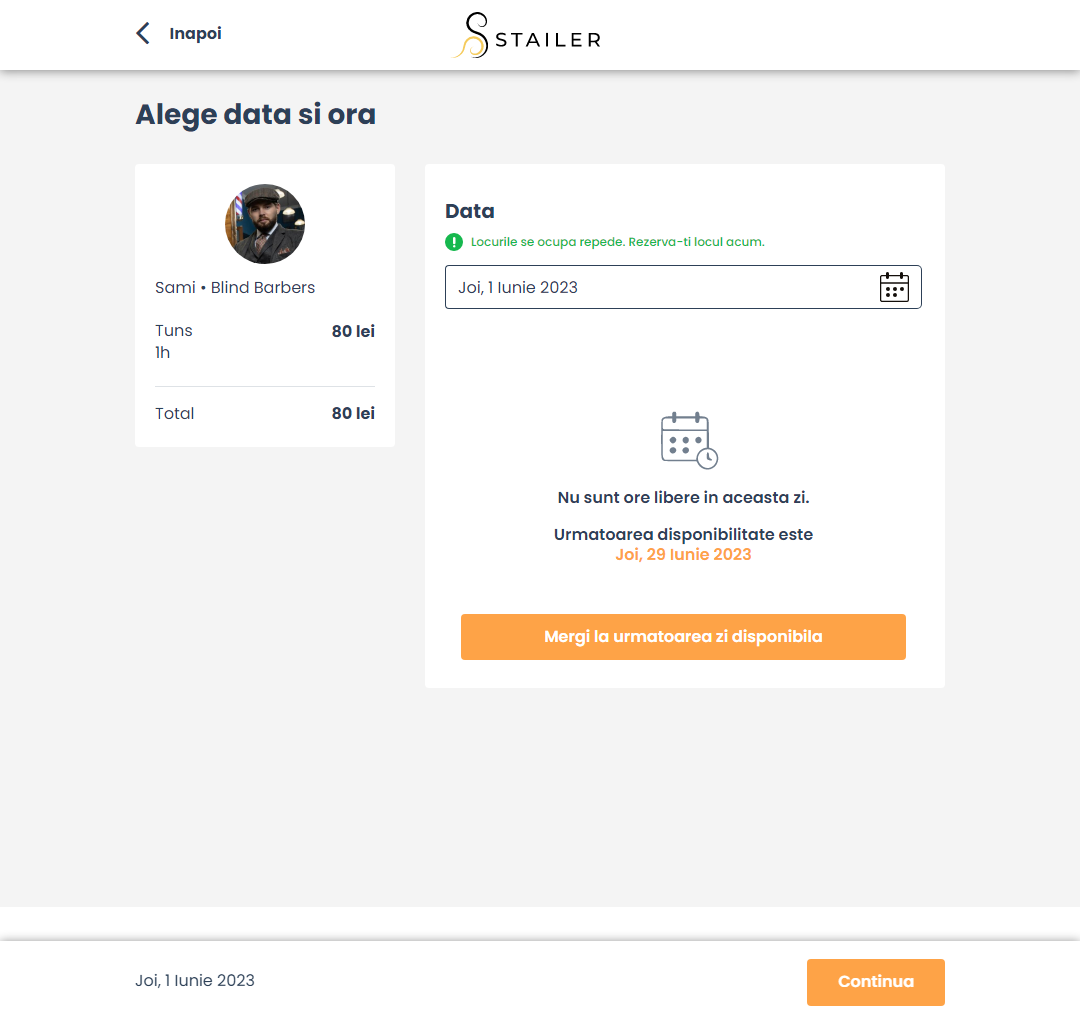 Inapoi
STAILER
Alege data si ora
Sami • Blind Barbers
Tuns 80 lei
1h
Total 80 lei
Data
Locurile se ocupa repede. Rezerva-ti locul acum.
Joi, 1 Iunie 2023
Nu sunt ore libere in aceasta zi.
Urmatoarea disponibilitate este
Joi, 29 Iunie 2023
Mergi la urmatoarea zi disponibila
Joi, 1 Iunie 2023
Continua